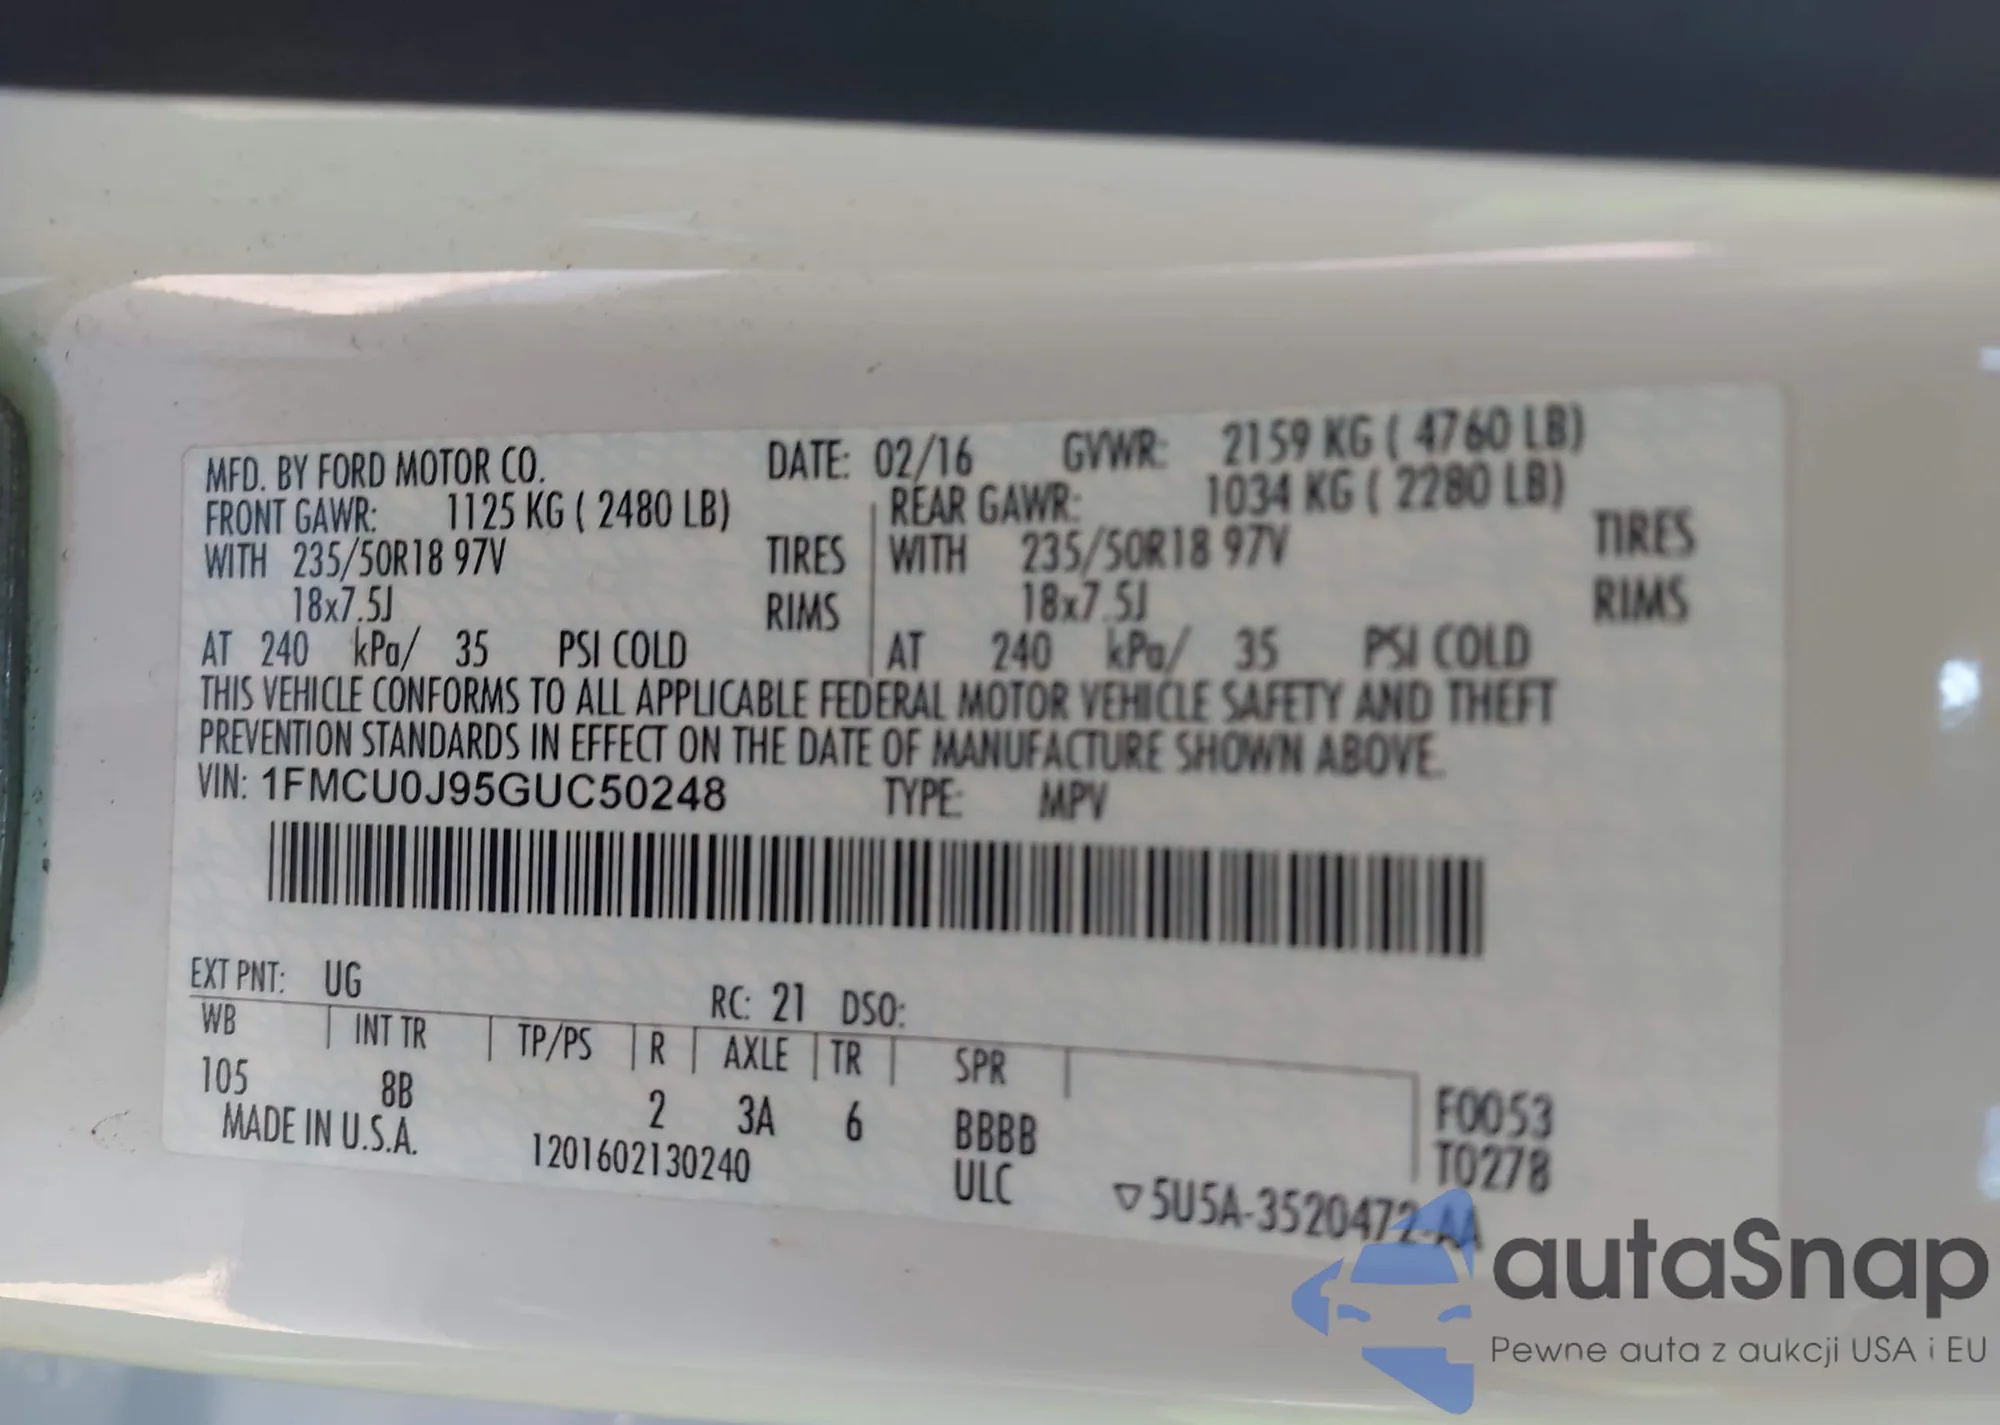 MFD. BY FORD MOTOR CO. DATE: 02/16 GVWR: 2159 KG ( 4760 LB)
FRONT GAWR: 1125 KG ( 2480 LB) REAR GAWR: 1034 KG ( 2280 LB)
WITH 235/50R18 97V TIRES WITH 235/50R18 97V TIRES
18x7.5J RIMS 18x7.5J RIMS
AT 240 kPa/ 35 PSI COLD AT 240 kPa/ 35 PSI COLD
THIS VEHICLE CONFORMS TO ALL APPLICABLE FEDERAL MOTOR VEHICLE SAFETY AND THEFT
PREVENTION STANDARDS IN EFFECT ON THE DATE OF MANUFACTURE SHOWN ABOVE.
VIN: 1FMCU0J95GUC50248 TYPE: MPV
EXT PNT: UG RC: 21 DSO:
WB INT TR TP/PS R AXLE TR SPR
105 8B 2 3A 6 BBBB F0053
MADE IN U.S.A. 1201602130240 ULC T0278
▽5U5A-3520472-AA
autaSnap
Pewne auta z aukcji USA i EU